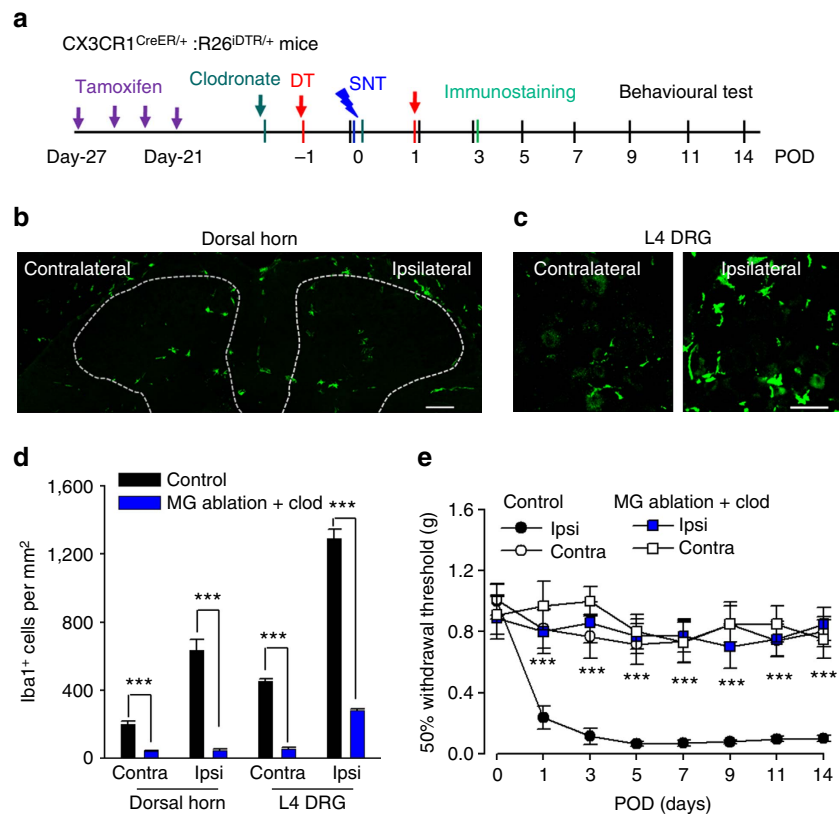 a
CX3CR1CreER/+ :R26iDTR/+ mice
Tamoxifen
Clodronate
DT
SNT
Immunostaining
Behavioural test
Day-27 Day-21 –1 0 1 3 5 7 9 11 14 POD
b
Dorsal horn
Contralateral Ipsilateral
c
L4 DRG
Contralateral Ipsilateral
d
Control
MG ablation + clod
Iba1+ cells per mm2
1,600
1,200
800
400
0
*** *** *** ***
Contra Ipsi Contra Ipsi
Dorsal horn L4 DRG
e
Control MG ablation + clod
Ipsi Ipsi
Contra Contra
50% withdrawal threshold (g)
1.6
1.2
0.8
0.4
0.0
*** *** *** *** *** *** ***
0 1 3 5 7 9 11 14
POD (days)